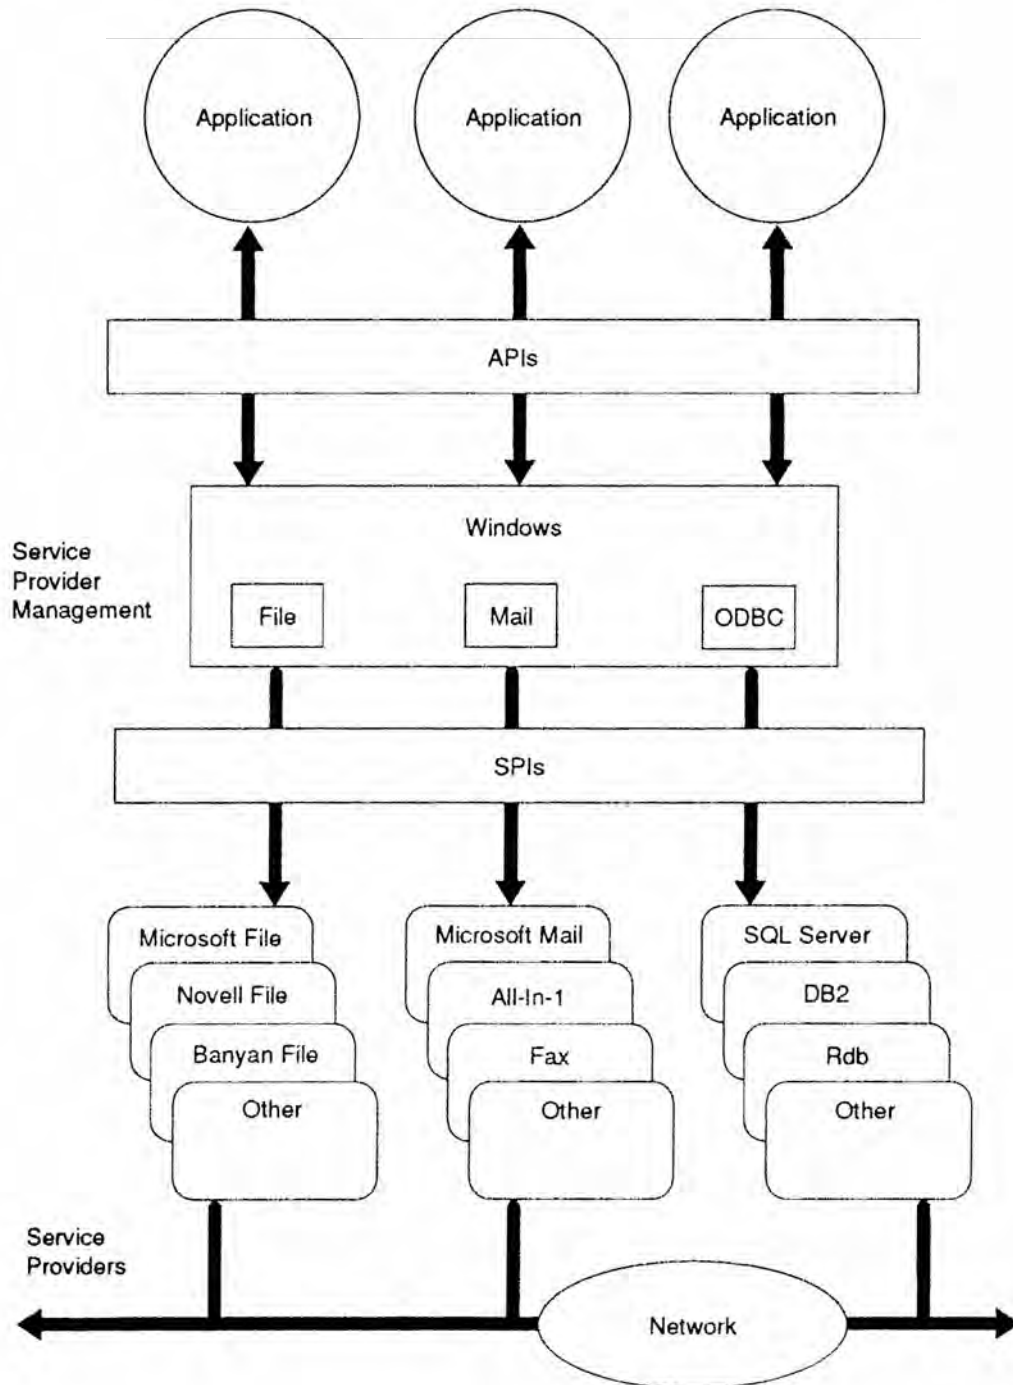 Application
Application
Application
APIs
Windows
Service
Provider
Management
File
Mail
ODBC
SPIs
Microsoft File
Microsoft Mail
SQL Server
Novell File
All-In-1
DB2
Banyan File
Fax
Rdb
Other
Other
Other
Service
Providers
Network